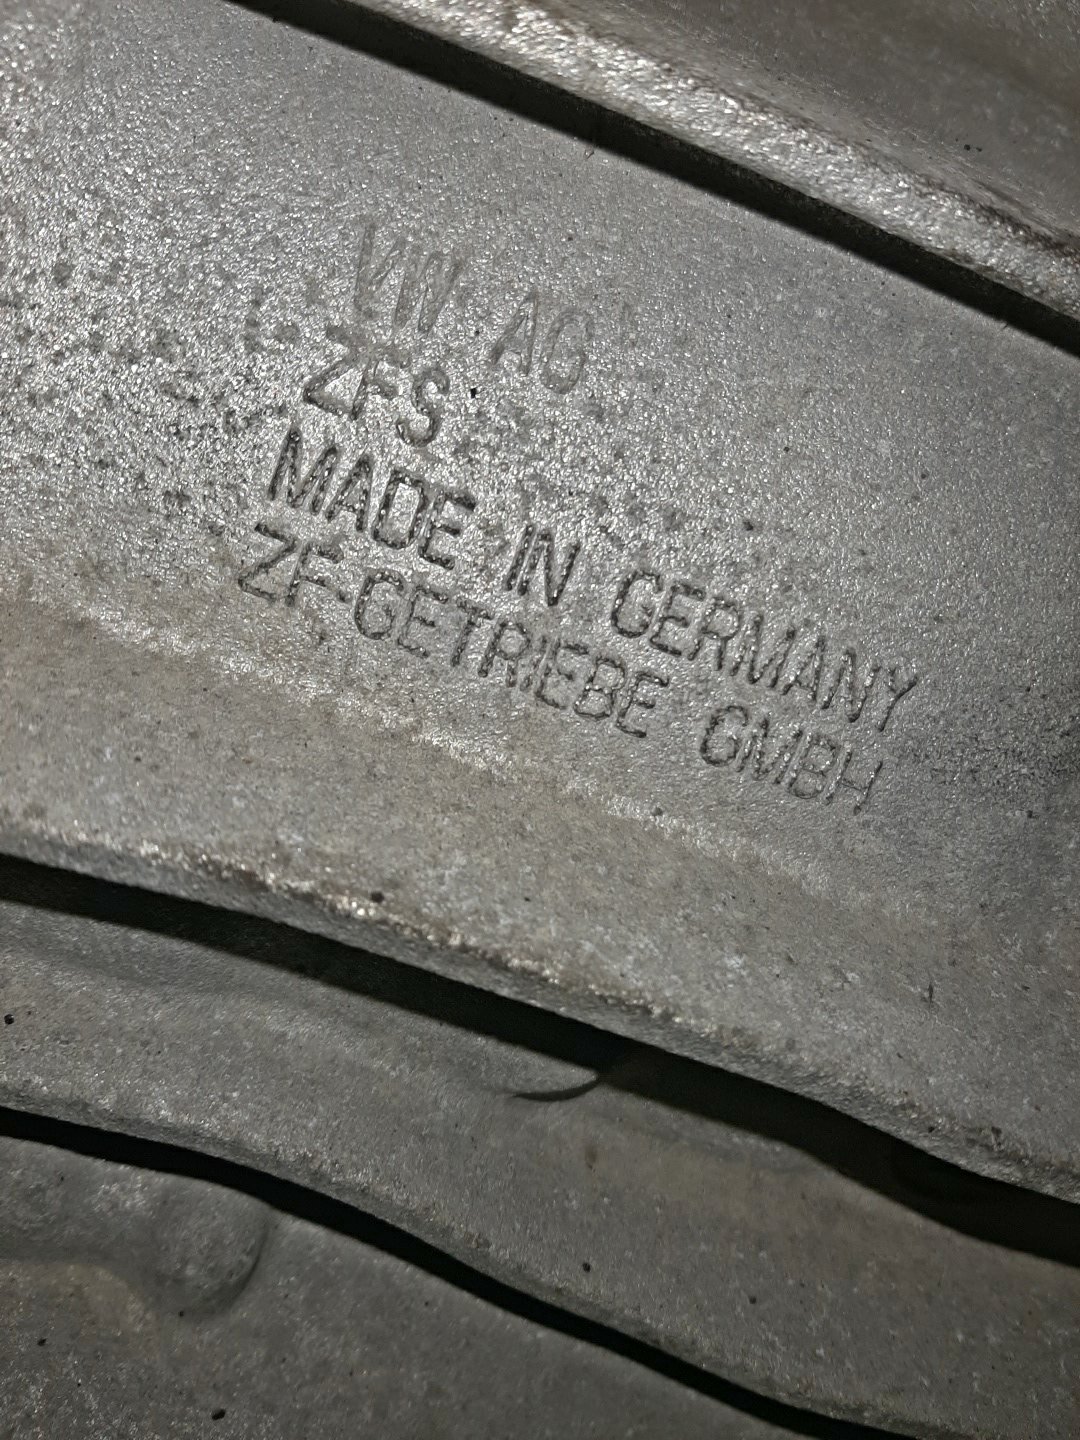 VW AG
ZFS
MADE IN GERMANY
ZF-GETRIEBE GMBH